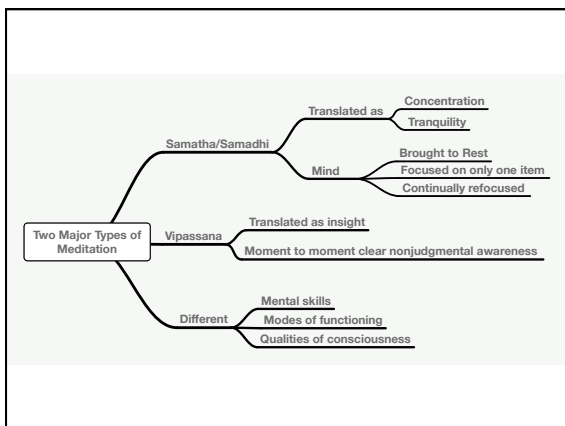 Two Major Types of
Meditation
Samatha/Samadhi
Translated as
Concentration
Tranquility
Mind
Brought to Rest
Focused on only one item
Continually refocused
Vipassana
Translated as insight
Moment to moment clear nonjudgmental awareness
Different
Mental skills
Modes of functioning
Qualities of consciousness